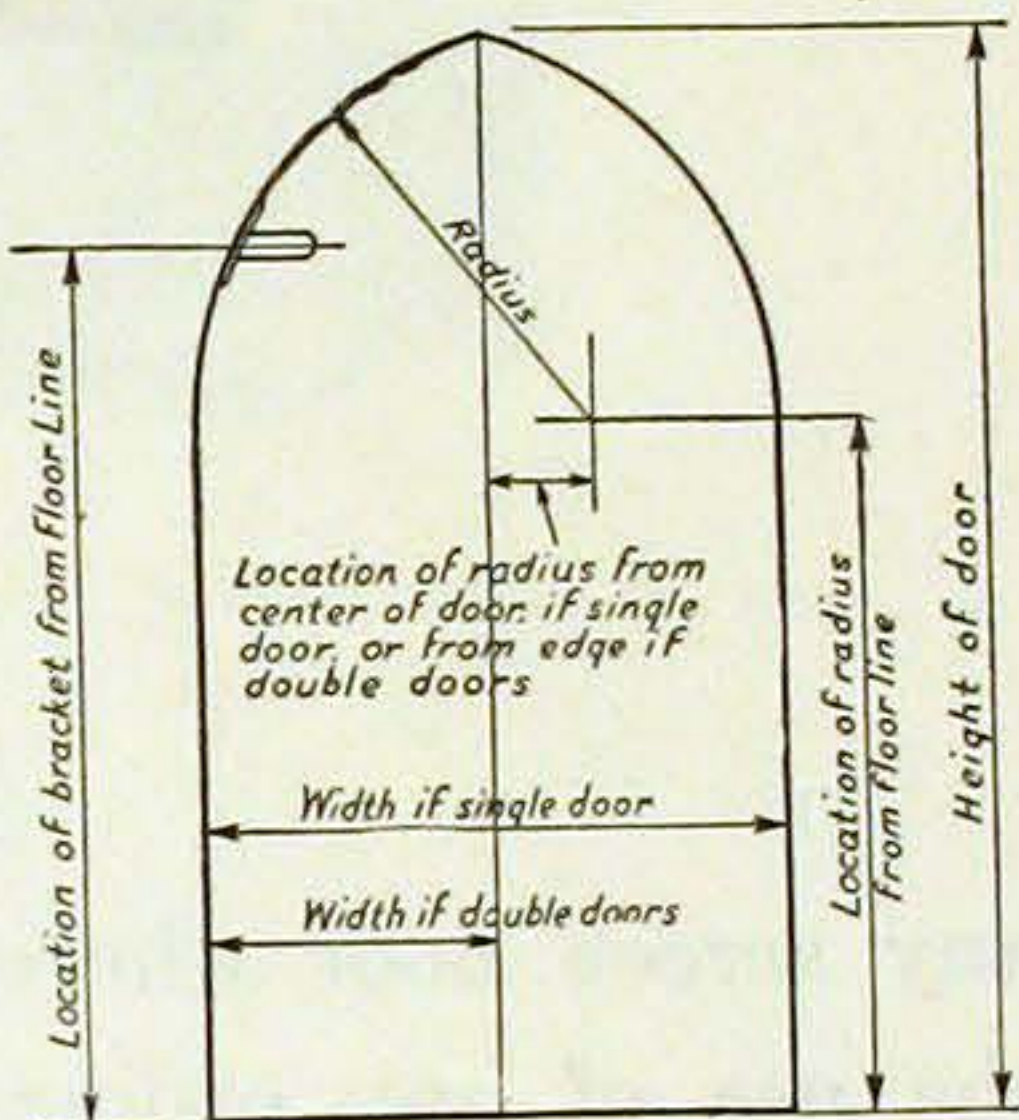 Radius
Location of bracket from Floor Line
Location of radius from
center of door. if single
door, or from edge if
double doors
Location of radius
from floor line
Height of door
Width if single door
Width if double doors